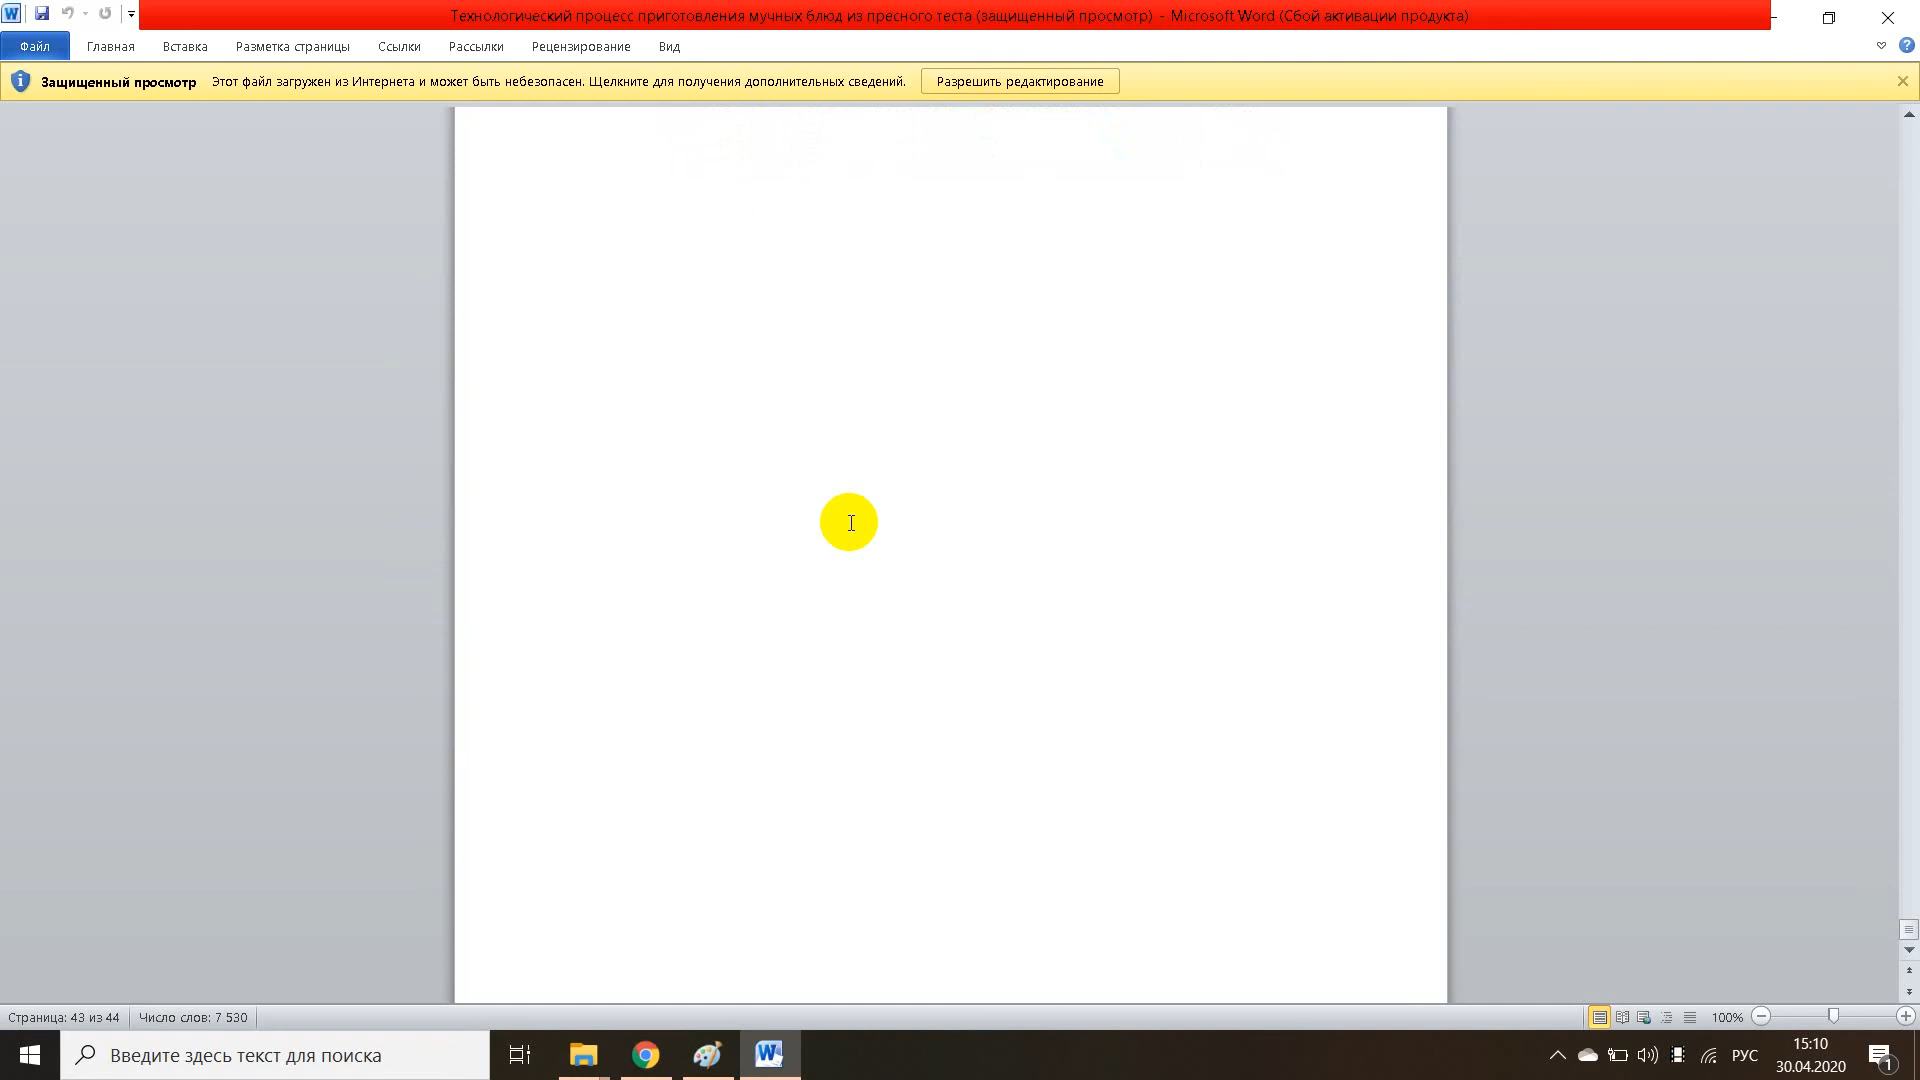 Технологический процесс приготовления мучных блюд из пресного теста (защищенный просмотр) - Microsoft Word (Сбой активации продукта)
Файл Главная Вставка Разметка страницы Ссылки Рассылки Рецензирование Вид
Защищенный просмотр Этот файл загружен из Интернета и может быть небезопасен. Щелкните для получения дополнительных сведений. Разрешить редактирование
Страница: 43 из 44 Число слов: 7 530 100%
Введите здесь текст для поиска
РУС
15:10
30.04.2020
1